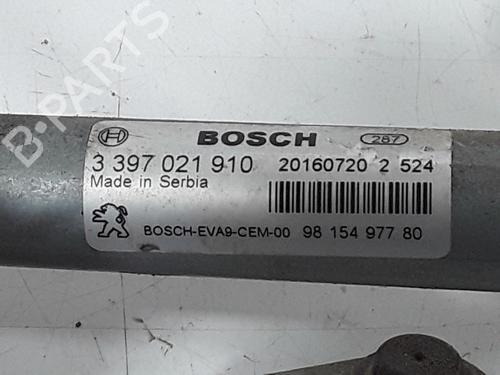 B-PARTS
BOSCH 287
3 397 021 910 20160720 2 524
Made in Serbia
BOSCH-EVA9-CEM-00 98 154 977 80